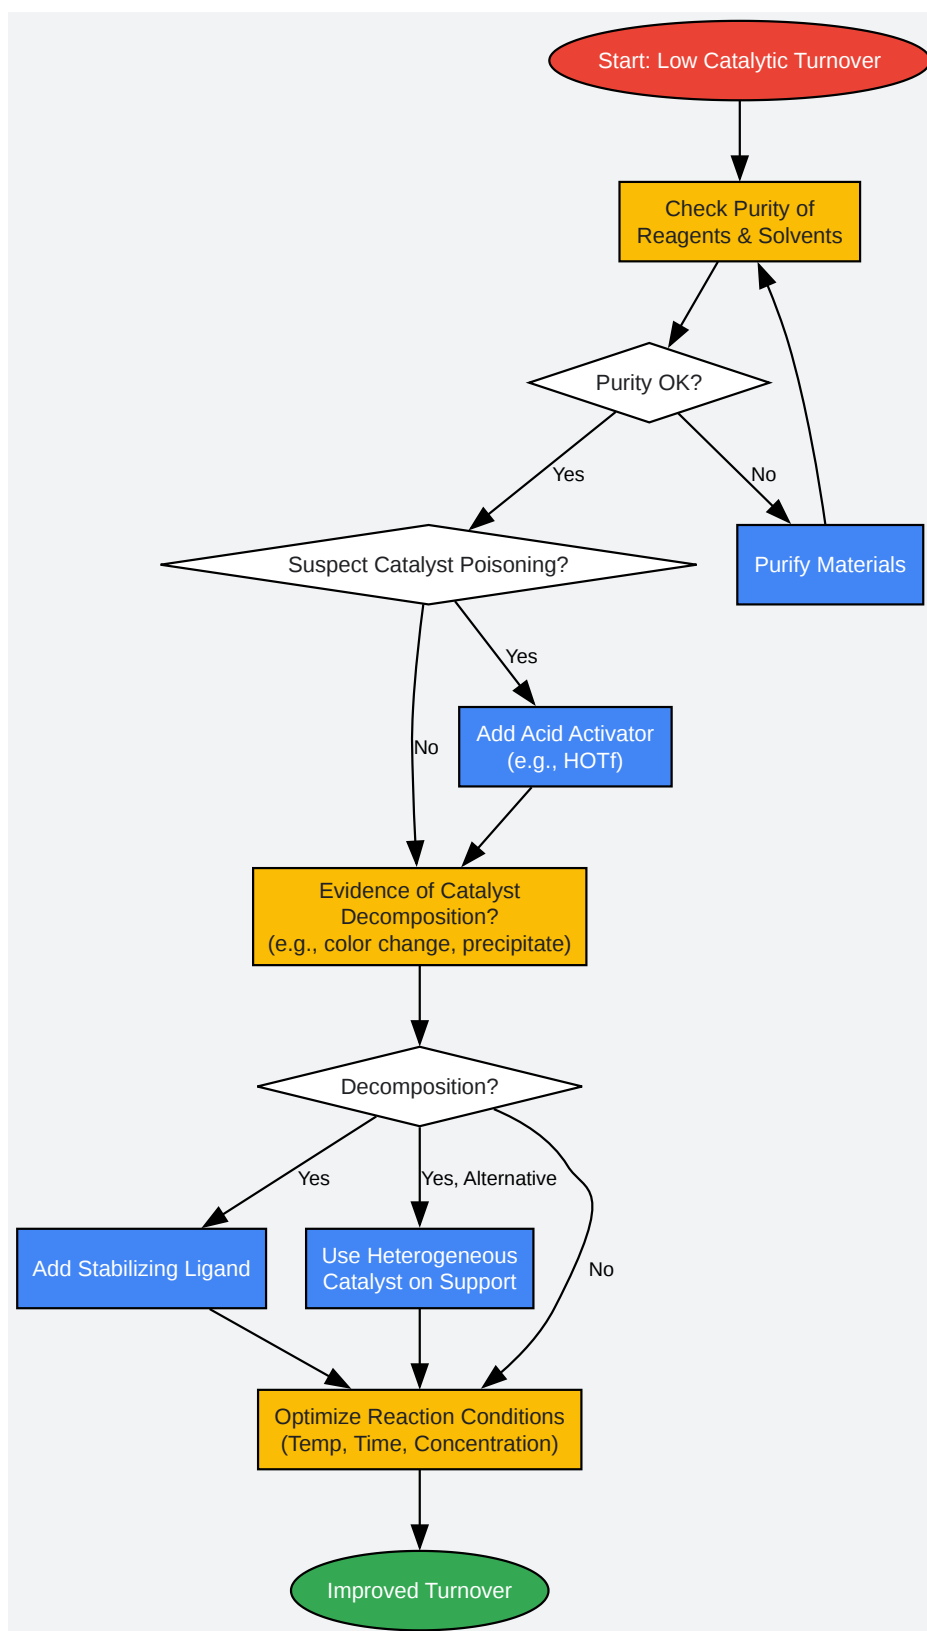 Start: Low Catalytic Turnover
Check Purity of
Reagents & Solvents
Purity OK?
Yes
No
Suspect Catalyst Poisoning?
Purify Materials
Yes
No
Add Acid Activator
(e.g., HOTf)
Evidence of Catalyst
Decomposition?
(e.g., color change, precipitate)
Decomposition?
Yes
Yes, Alternative
No
Add Stabilizing Ligand
Use Heterogeneous
Catalyst on Support
Optimize Reaction Conditions
(Temp, Time, Concentration)
Improved Turnover